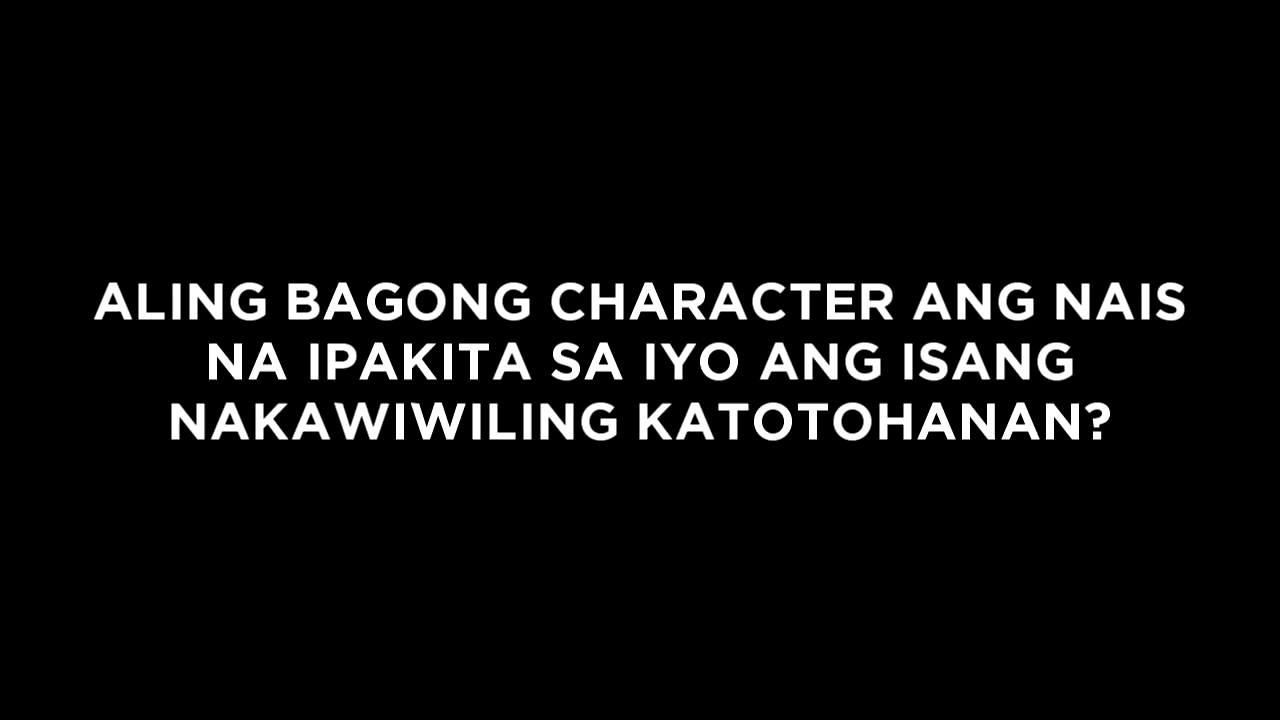 ALING BAGONG CHARACTER ANG NAIS
NA IPAKITA SA IYO ANG ISANG
NAKAWIWILING KATOTOHANAN?